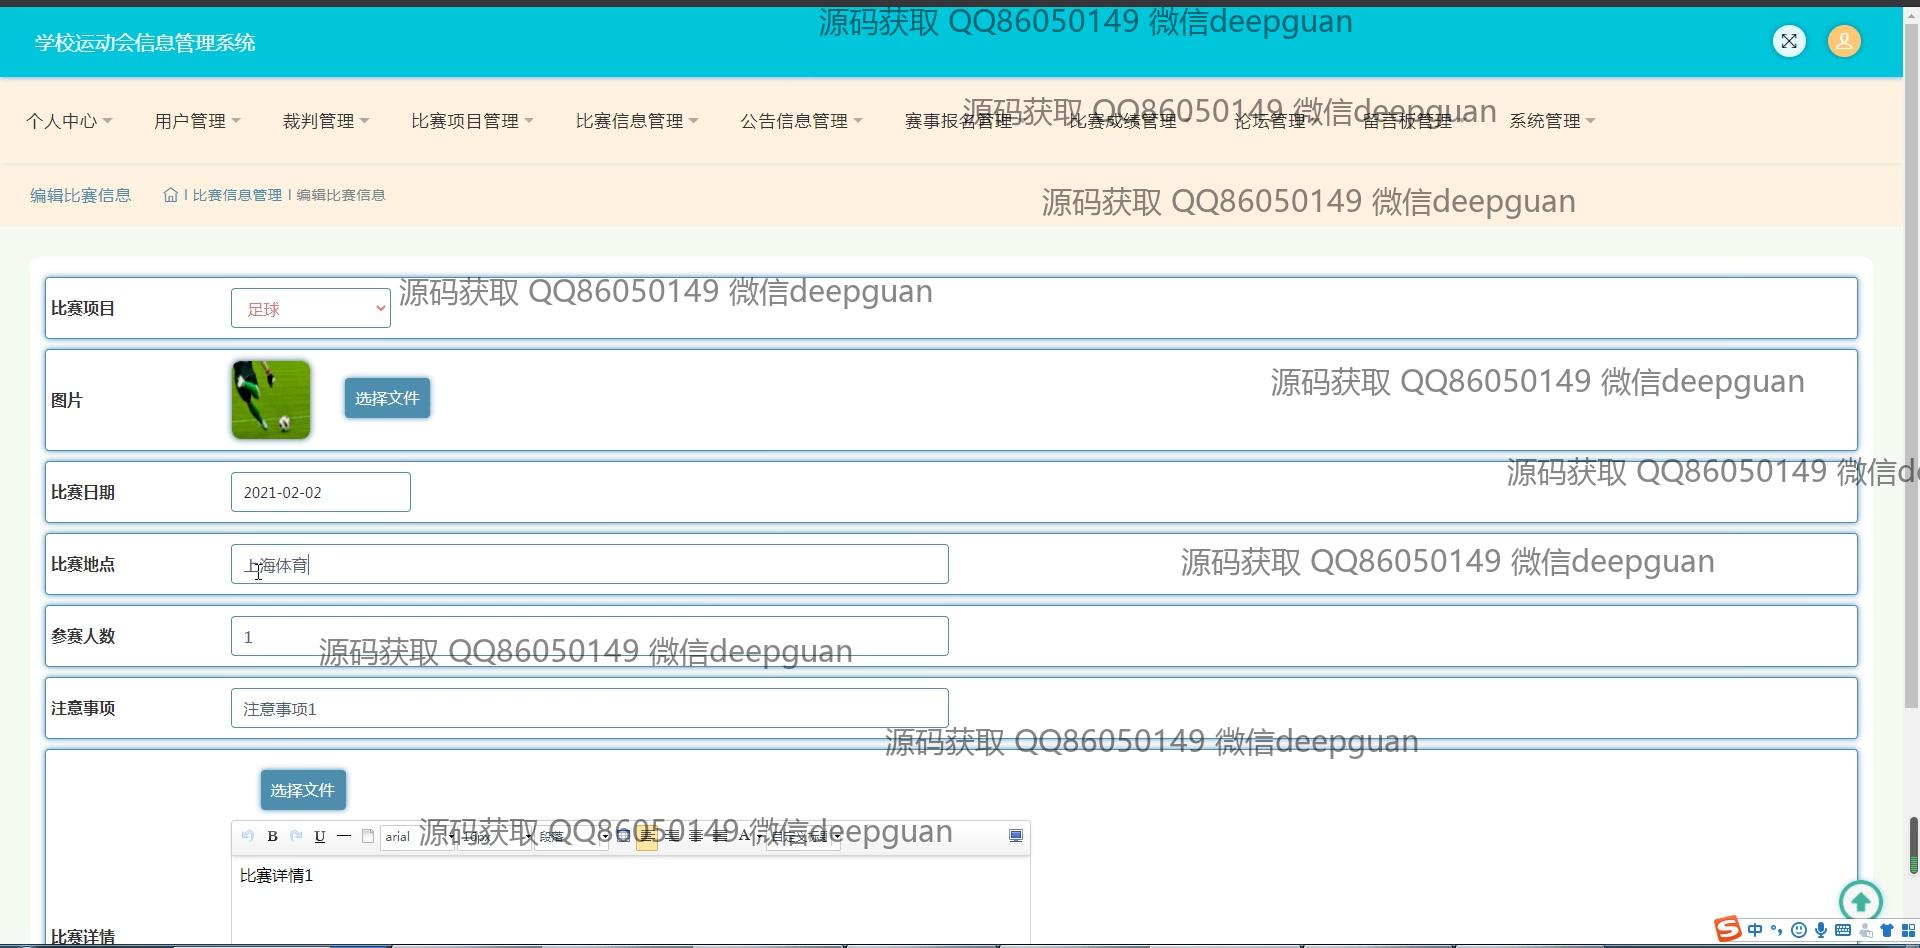 源码获取 QQ86050149 微信deepguan
学校运动会信息管理系统
个人中心 用户管理 裁判管理 比赛项目管理 比赛信息管理 公告信息管理 赛事报名管理 比赛成绩管理 论坛管理 留言板管理 系统管理
源码获取 QQ86050149 微信deepguan
编辑比赛信息 比赛信息管理 编辑比赛信息
源码获取 QQ86050149 微信deepguan
比赛项目 足球
源码获取 QQ86050149 微信deepguan
图片 选择文件
源码获取 QQ86050149 微信deepguan
源码获取 QQ86050149 微信de
比赛日期 2021-02-02
比赛地点 上海体育
源码获取 QQ86050149 微信deepguan
参赛人数 1
源码获取 QQ86050149 微信deepguan
注意事项 注意事项1
源码获取 QQ86050149 微信deepguan
选择文件
B U arial 16px 段落 A 自定义标题
源码获取 QQ86050149 微信deepguan
比赛详情1
比赛详情
S 中